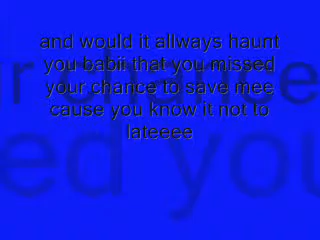 and would it allways haunt
you babii that you missed
your chance to save mee
cause you know it not to
lateeee